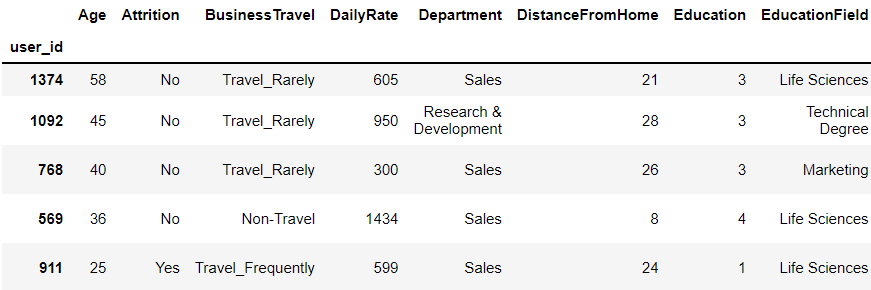 Age Attrition BusinessTravel DailyRate Department DistanceFromHome Education EducationField
user_id
1374 58 No Travel_Rarely 605 Sales 21 3 Life Sciences
1092 45 No Travel_Rarely 950 Research & Development 28 3 Technical Degree
768 40 No Travel_Rarely 300 Sales 26 3 Marketing
569 36 No Non-Travel 1434 Sales 8 4 Life Sciences
911 25 Yes Travel_Frequently 599 Sales 24 1 Life Sciences